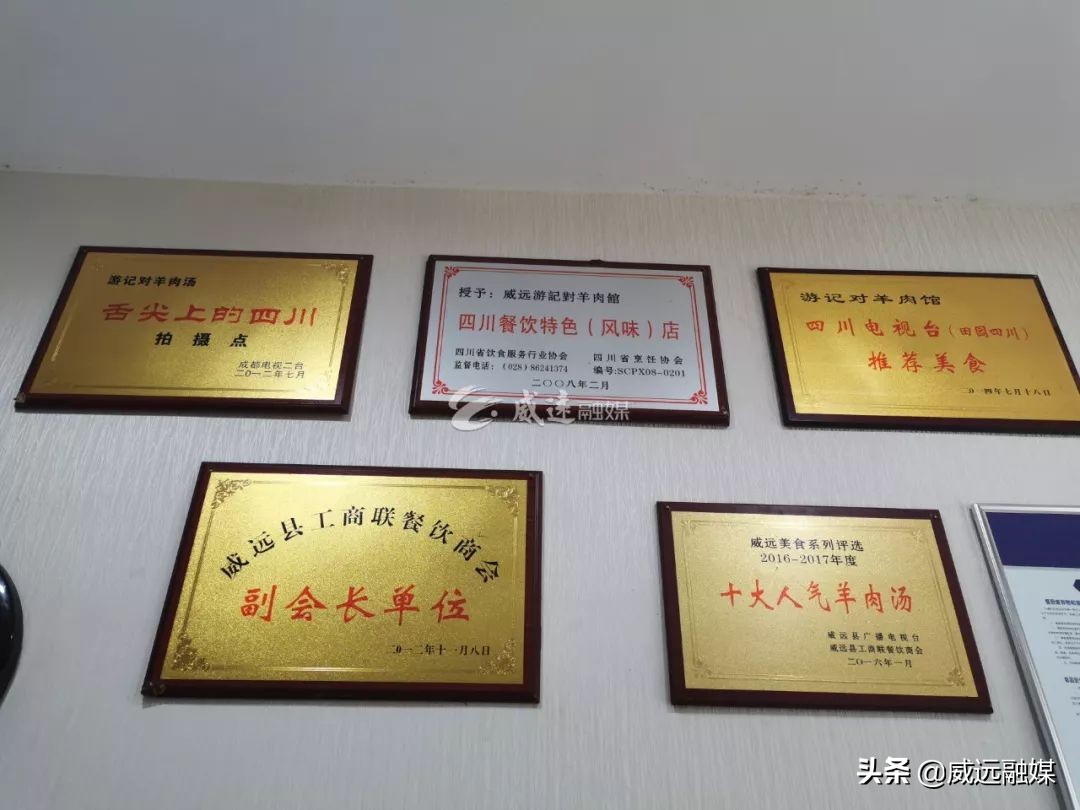 游记对羊肉汤
舌尖上的四川
拍摄点
成都电视二台
二〇一二年七月
授予：威远游記對羊肉館
四川餐饮特色（风味）店
四川省饮食服务行业协会
监督电话：（028）86241374
四川省烹饪协会
编号:SCPX08-0201
二〇〇八年二月
游记对羊肉馆
四川电视台（田园四川）
推荐美食
二〇一四年七月十八日
威远融媒
威远县工商联餐饮商会
副会长单位
二〇一二年十一月八日
威远美食系列评选
2016-2017年度
十大人气羊肉汤
威远县广播电视台
威远县工商联餐饮商会
二〇一六年一月
头条 @威远融媒